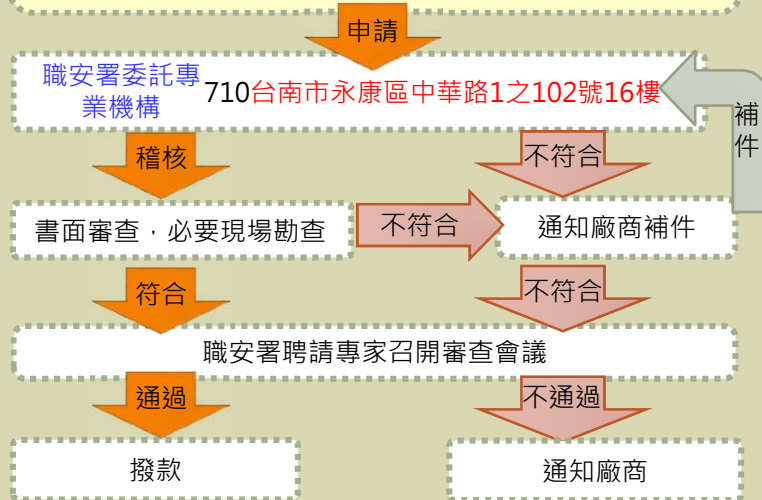 申請
職安署委託專
業機構
710台南市永康區中華路1之102號16樓
補
件
稽核
不符合
書面審查，必要現場勘查
不符合
通知廠商補件
符合
不符合
職安署聘請專家召開審查會議
通過
不通過
撥款
通知廠商